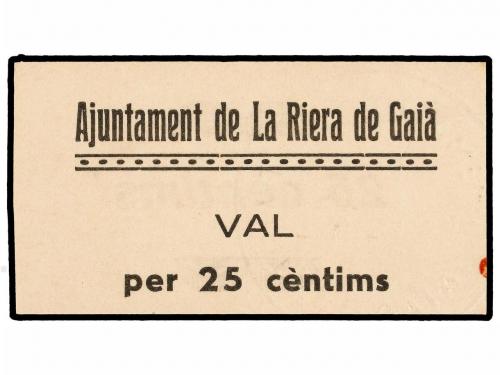 Ajuntament de La Riera de Gaià
VAL
per 25 cèntims